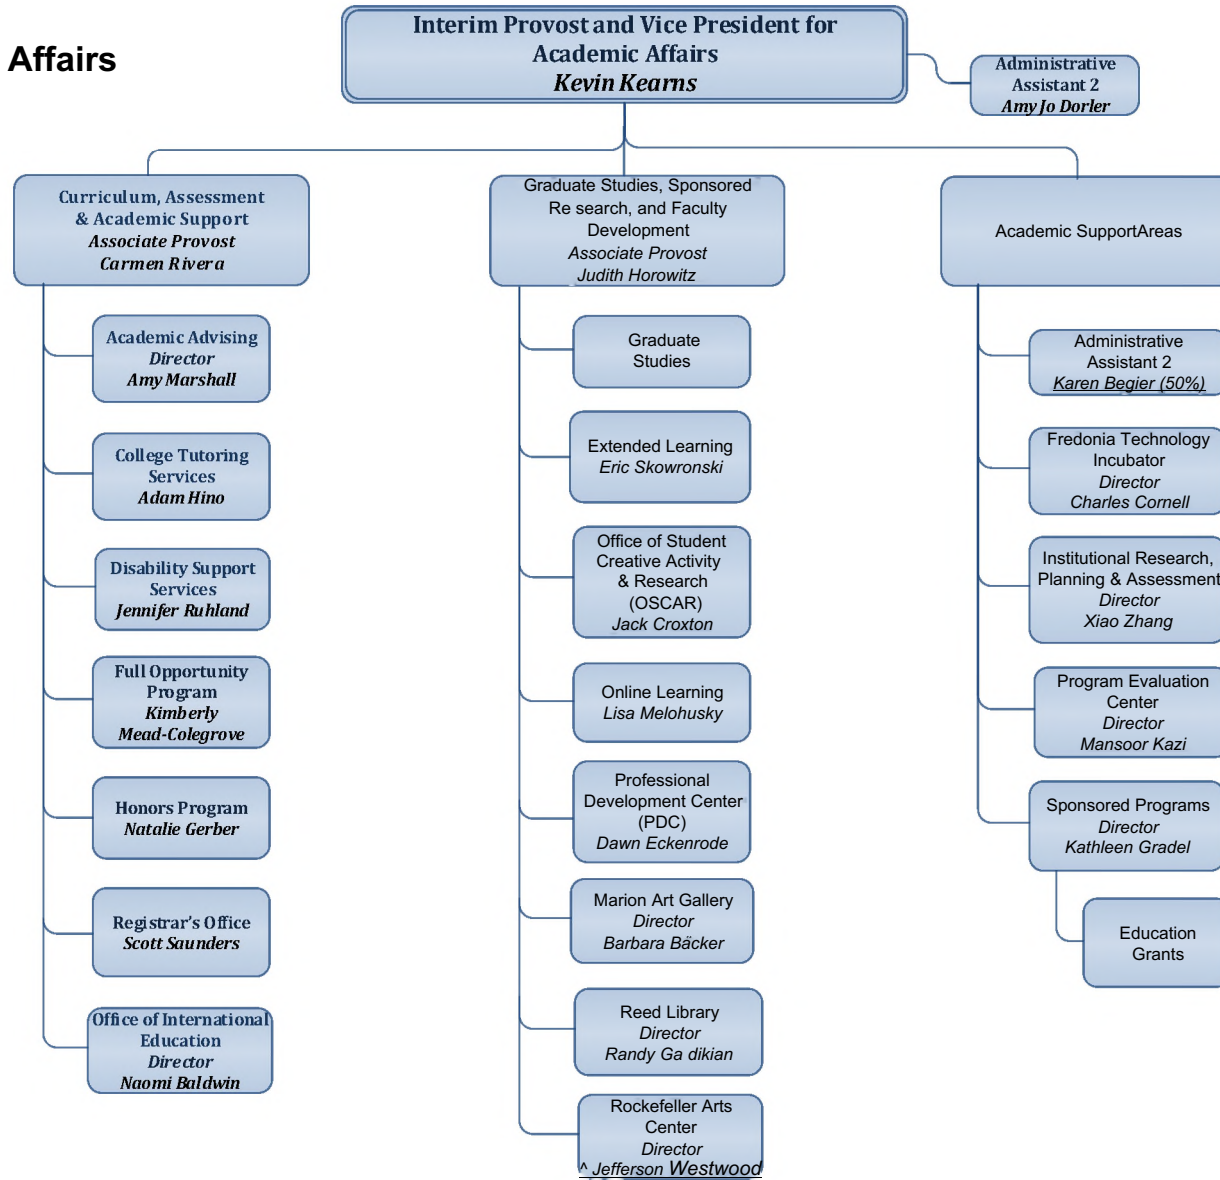 Affairs
Interim Provost and Vice President for
Academic Affairs
Kevin Kearns
Administrative
Assistant 2
Amy Jo Dorler
Curriculum, Assessment
& Academic Support
Associate Provost
Carmen Rivera
Academic Advising
Director
Amy Marshall
College Tutoring
Services
Adam Hino
Disability Support
Services
Jennifer Ruhland
Full Opportunity
Program
Kimberly
Mead-Colegrove
Honors Program
Natalie Gerber
Registrar's Office
Scott Saunders
Office of International
Education
Director
Naomi Baldwin
Graduate Studies, Sponsored
Re search, and Faculty
Development
Associate Provost
Judith Horowitz
Graduate
Studies
Extended Learning
Eric Skowronski
Office of Student
Creative Activity
& Research
(OSCAR)
Jack Croxton
Online Learning
Lisa Melohusky
Professional
Development Center
(PDC)
Dawn Eckenrode
Marion Art Gallery
Director
Barbara Bäcker
Reed Library
Director
Randy Ga dikian
Rockefeller Arts
Center
Director
^ Jefferson Westwood
Academic SupportAreas
Administrative
Assistant 2
Karen Begier (50%)
Fredonia Technology
Incubator
Director
Charles Cornell
Institutional Research,
Planning & Assessment
Director
Xiao Zhang
Program Evaluation
Center
Director
Mansoor Kazi
Sponsored Programs
Director
Kathleen Gradel
Education
Grants